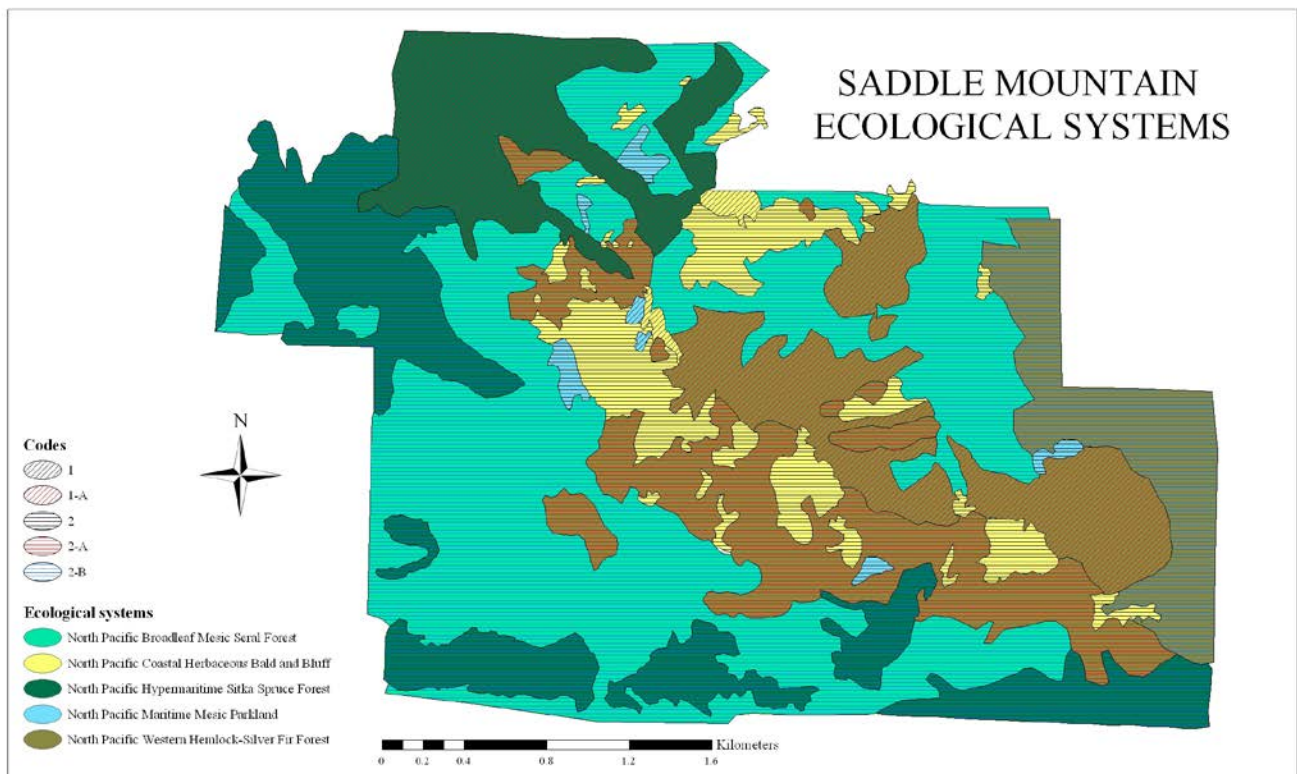 SADDLE MOUNTAIN
ECOLOGICAL SYSTEMS
N
Codes
1
1-A
2
2-A
2-B
Ecological systems
North Pacific Broadleaf Mesic Seral Forest
North Pacific Coastal Herbaceous Bald and Bluff
North Pacific Hypermaritime Sitka Spruce Forest
North Pacific Maritime Mesic Parkland
North Pacific Western Hemlock-Silver Fir Forest
Kilometers
0 0.2 0.4 0.8 1.2 1.6